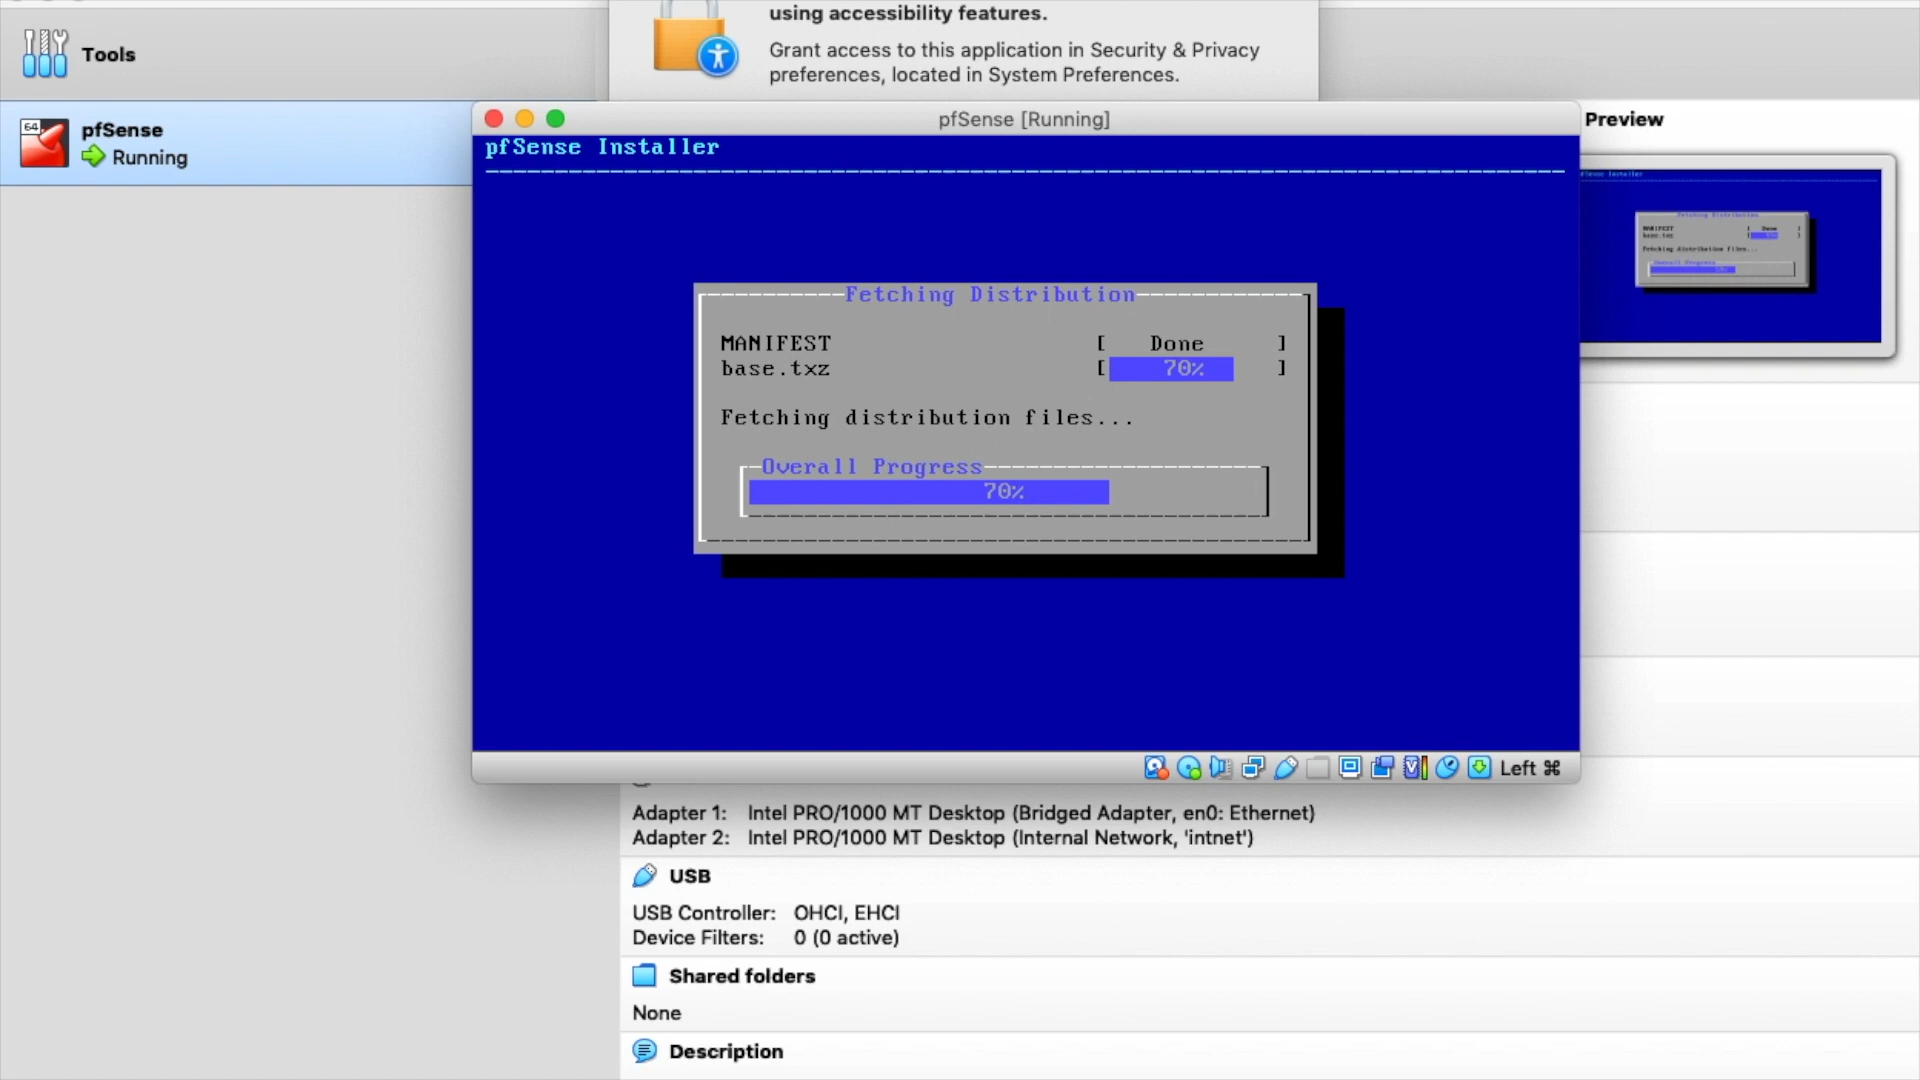 using accessibility features.
Grant access to this application in Security & Privacy
preferences, located in System Preferences.
Tools
64
pfSense
Running
pfSense [Running]
Preview
pfSense Installer
Fetching Distribution
MANIFEST [ Done ]
base.txz [ 70% ]
Fetching distribution files...
Overall Progress
70%
Left ⌘
Adapter 1: Intel PRO/1000 MT Desktop (Bridged Adapter, en0: Ethernet)
Adapter 2: Intel PRO/1000 MT Desktop (Internal Network, 'intnet')
USB
USB Controller: OHCI, EHCI
Device Filters: 0 (0 active)
Shared folders
None
Description